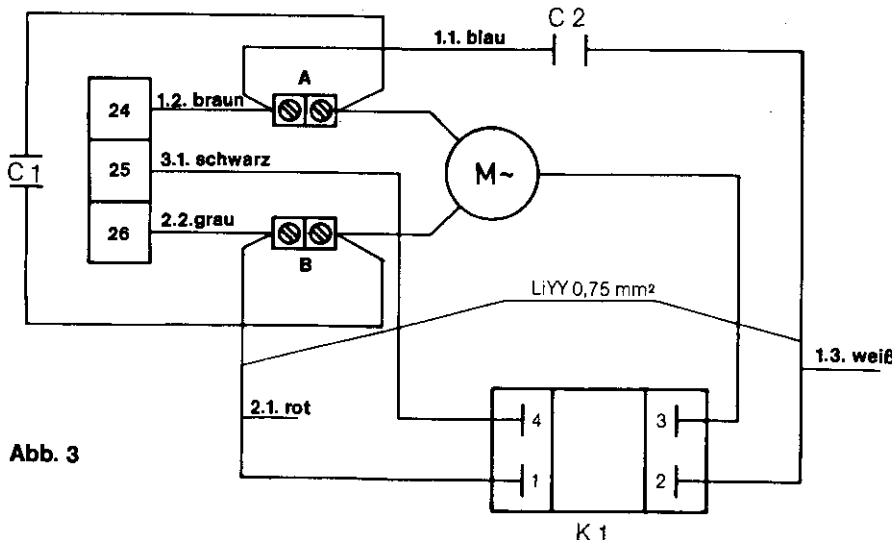 C 2
1.1. blau
A
24
1.2. braun
C 1
25
3.1. schwarz
M~
26
2.2.grau
B
LiYY 0,75 mm²
1.3. weiß
2.1. rot
4
3
Abb. 3
1
2
K 1